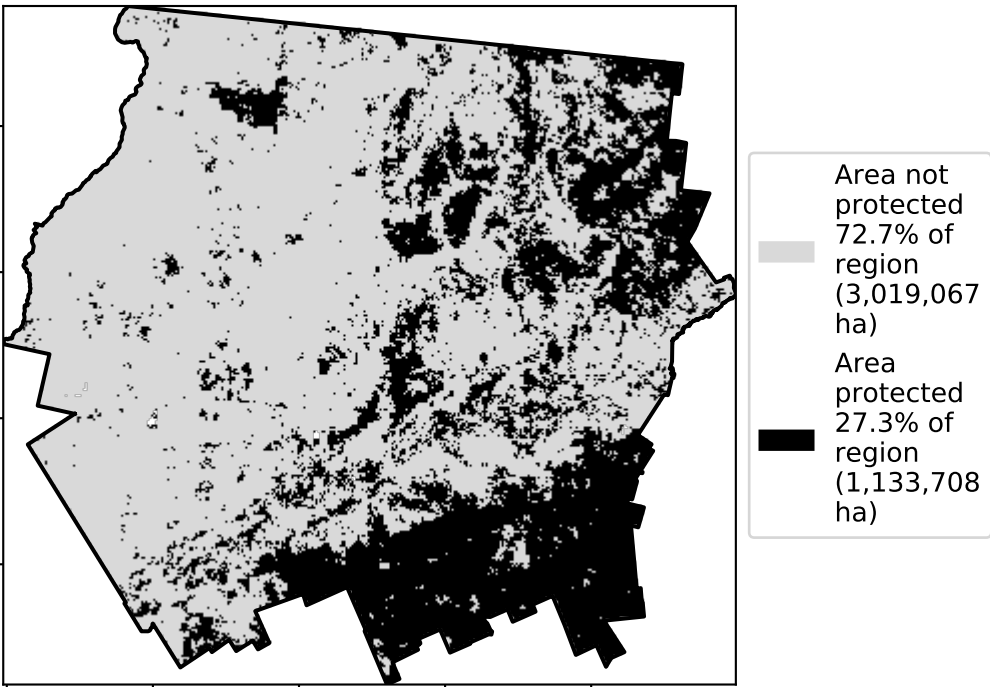 Area not
protected
72.7% of
region
(3,019,067
ha)
Area
protected
27.3% of
region
(1,133,708
ha)